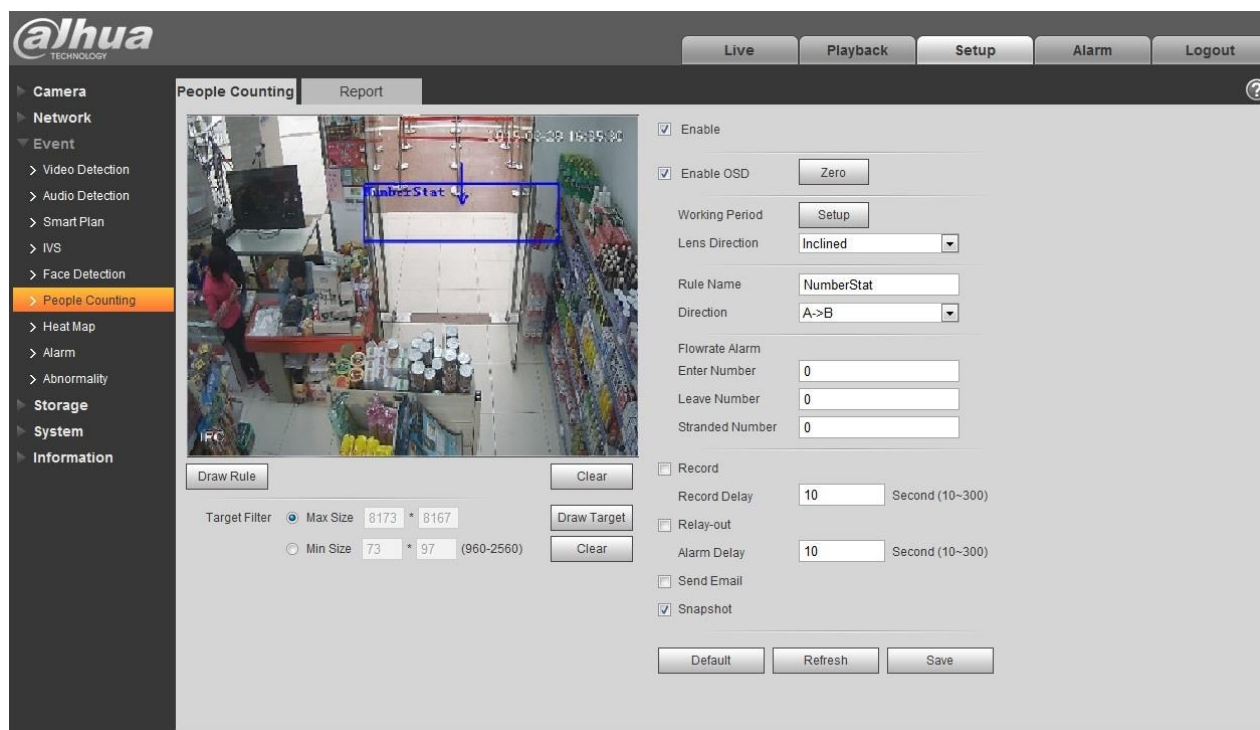 alhua
TECHNOLOGY
Live
Playback
Setup
Alarm
Logout
Camera
Network
Event
Video Detection
Audio Detection
Smart Plan
IVS
Face Detection
People Counting
Heat Map
Alarm
Abnormality
Storage
System
Information
People Counting
Report
?
16:35:30
NumberStat
IPC
Draw Rule
Clear
Target Filter Max Size 8173 * 8167 Draw Target
Min Size 73 * 97 (960-2560) Clear
Enable
Enable OSD Zero
Working Period Setup
Lens Direction Inclined
Rule Name NumberStat
Direction A->B
Flowrate Alarm
Enter Number 0
Leave Number 0
Stranded Number 0
Record
Record Delay 10 Second (10~300)
Relay-out
Alarm Delay 10 Second (10~300)
Send Email
Snapshot
Default Refresh Save